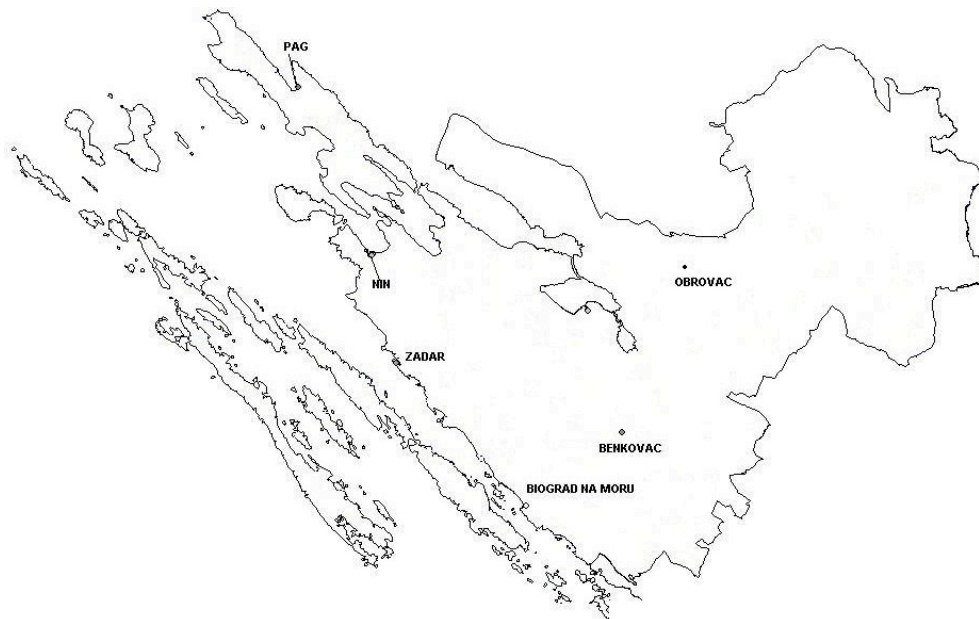 PAG
NIN
OBROVAC
ZADAR
BENKOVAC
BIOGRAD NA MORU